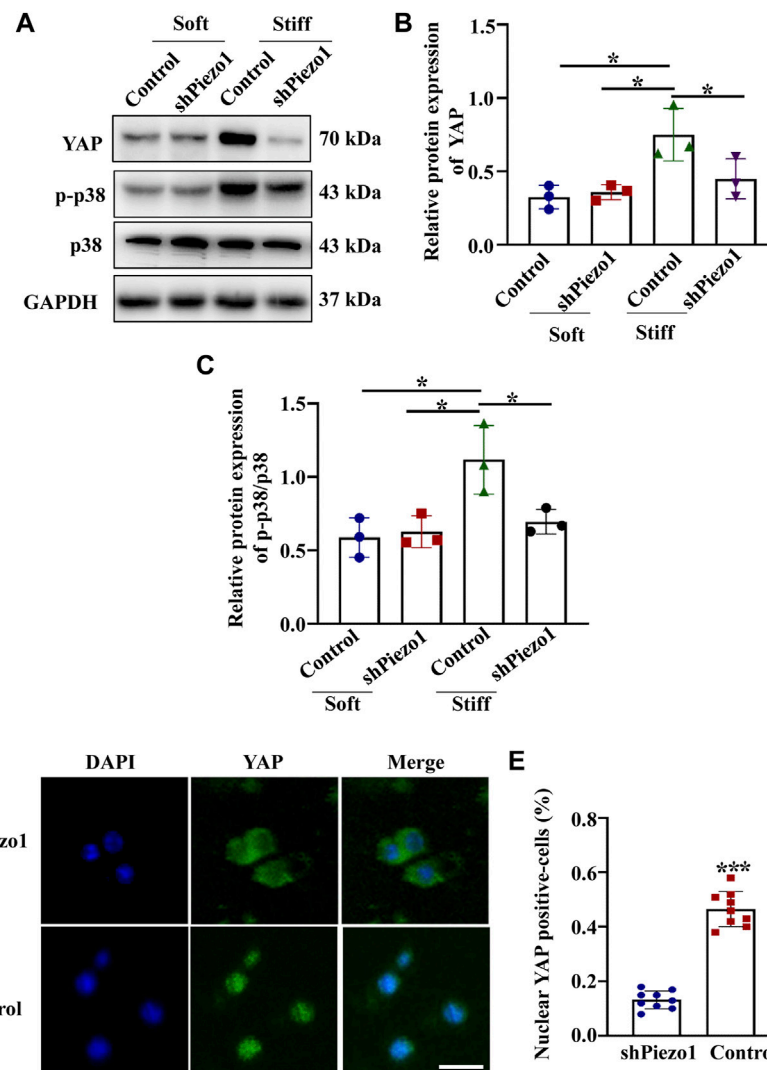 A
Soft
Stiff
Control
shPiezo1
Control
shPiezo1
YAP
70 kDa
p-p38
43 kDa
p38
43 kDa
GAPDH
37 kDa
B
Relative protein expression
of YAP
1.5
1.0
0.5
0.0
*
*
*
Control
shPiezo1
Control
shPiezo1
Soft
Stiff
C
Relative protein expression
of p-p38/p38
1.5
1.0
0.5
0.0
*
*
*
Control
shPiezo1
Control
shPiezo1
Soft
Stiff
DAPI
YAP
Merge
zo1
rol
E
Nuclear YAP positive-cells (%)
0.8
0.6
0.4
0.2
0.0
***
shPiezo1
Contro